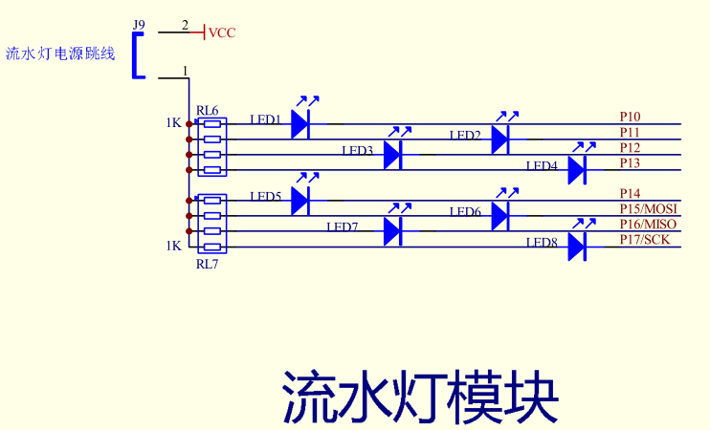 J9
2
VCC
流水灯电源跳线
1
RL6
1K
LED1
P10
LED2
P11
LED3
P12
LED4
P13
LED5
P14
LED6
P15/MOSI
LED7
P16/MISO
LED8
P17/SCK
1K
RL7
流水灯模块